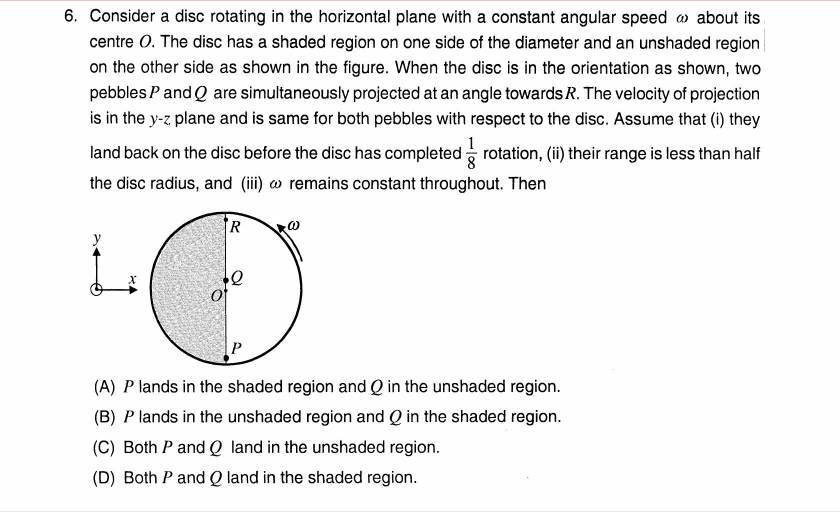 6. Consider a disc rotating in the horizontal plane with a constant angular speed ω about its
centre O. The disc has a shaded region on one side of the diameter and an unshaded region
on the other side as shown in the figure. When the disc is in the orientation as shown, two
pebbles P and Q are simultaneously projected at an angle towards R. The velocity of projection
is in the y-z plane and is same for both pebbles with respect to the disc. Assume that (i) they
land back on the disc before the disc has completed 1/8 rotation, (ii) their range is less than half
the disc radius, and (iii) ω remains constant throughout. Then
R
ω
y
x
Q
O
P
(A) P lands in the shaded region and Q in the unshaded region.
(B) P lands in the unshaded region and Q in the shaded region.
(C) Both P and Q land in the unshaded region.
(D) Both P and Q land in the shaded region.